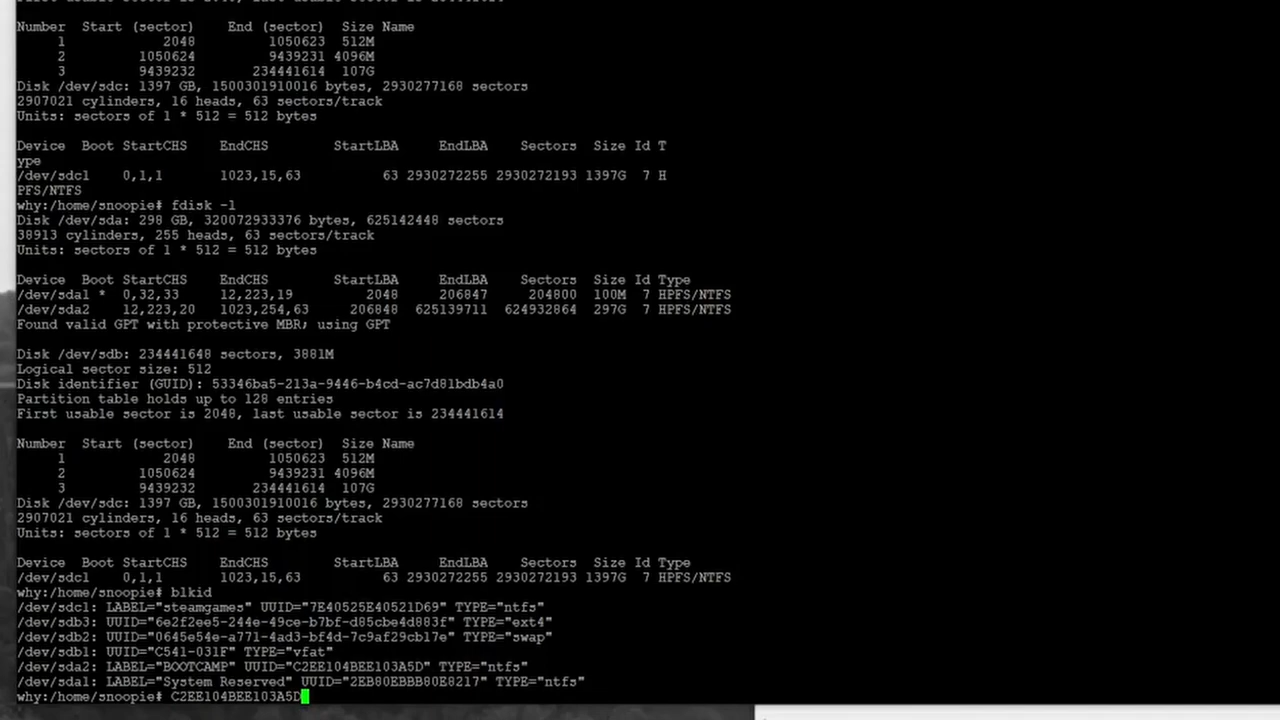 Number  Start (sector)    End (sector)  Size Name
     1            2048         1050623  512M
     2         1050624         9439231 4096M
     3         9439232       234441614  107G
Disk /dev/sdc: 1397 GB, 1500301910016 bytes, 2930277168 sectors
2907021 cylinders, 16 heads, 63 sectors/track
Units: sectors of 1 * 512 = 512 bytes
Device  Boot StartCHS    EndCHS        StartLBA     EndLBA    Sectors  Size Id T
ype
/dev/sdc1    0,1,1       1023,15,63          63 2930272255 2930272193 1397G  7 H
PFS/NTFS
why:/home/snoopie# fdisk -l
Disk /dev/sda: 298 GB, 320072933376 bytes, 625142448 sectors
38913 cylinders, 255 heads, 63 sectors/track
Units: sectors of 1 * 512 = 512 bytes
Device  Boot StartCHS    EndCHS        StartLBA     EndLBA    Sectors  Size Id Type
/dev/sda1 *  0,32,33     12,223,19         2048     206847     204800  100M  7 HPFS/NTFS
/dev/sda2    12,223,20   1023,254,63     206848  625139711  624932864  297G  7 HPFS/NTFS
Found valid GPT with protective MBR; using GPT
Disk /dev/sdb: 234441648 sectors, 3881M
Logical sector size: 512
Disk identifier (GUID): 53346ba5-213a-9446-b4cd-ac7d81bdb4a0
Partition table holds up to 128 entries
First usable sector is 2048, last usable sector is 234441614
Number  Start (sector)    End (sector)  Size Name
     1            2048         1050623  512M
     2         1050624         9439231 4096M
     3         9439232       234441614  107G
Disk /dev/sdc: 1397 GB, 1500301910016 bytes, 2930277168 sectors
2907021 cylinders, 16 heads, 63 sectors/track
Units: sectors of 1 * 512 = 512 bytes
Device  Boot StartCHS    EndCHS        StartLBA     EndLBA    Sectors  Size Id Type
/dev/sdc1    0,1,1       1023,15,63          63 2930272255 2930272193 1397G  7 HPFS/NTFS
why:/home/snoopie# blkid
/dev/sdc1: LABEL="steamgames" UUID="7E40525E40521D69" TYPE="ntfs"
/dev/sdb3: UUID="6e2f2ee5-244e-49ce-b7bf-d85cbe4d883f" TYPE="ext4"
/dev/sdb2: UUID="0645e54e-a771-4ad3-bf4d-7c9af29cb17e" TYPE="swap"
/dev/sdb1: UUID="C541-031F" TYPE="vfat"
/dev/sda2: LABEL="BOOTCAMP" UUID="C2EE104BEE103A5D" TYPE="ntfs"
/dev/sda1: LABEL="System Reserved" UUID="2EB80EBBB80E8217" TYPE="ntfs"
why:/home/snoopie# C2EE104BEE103A5D